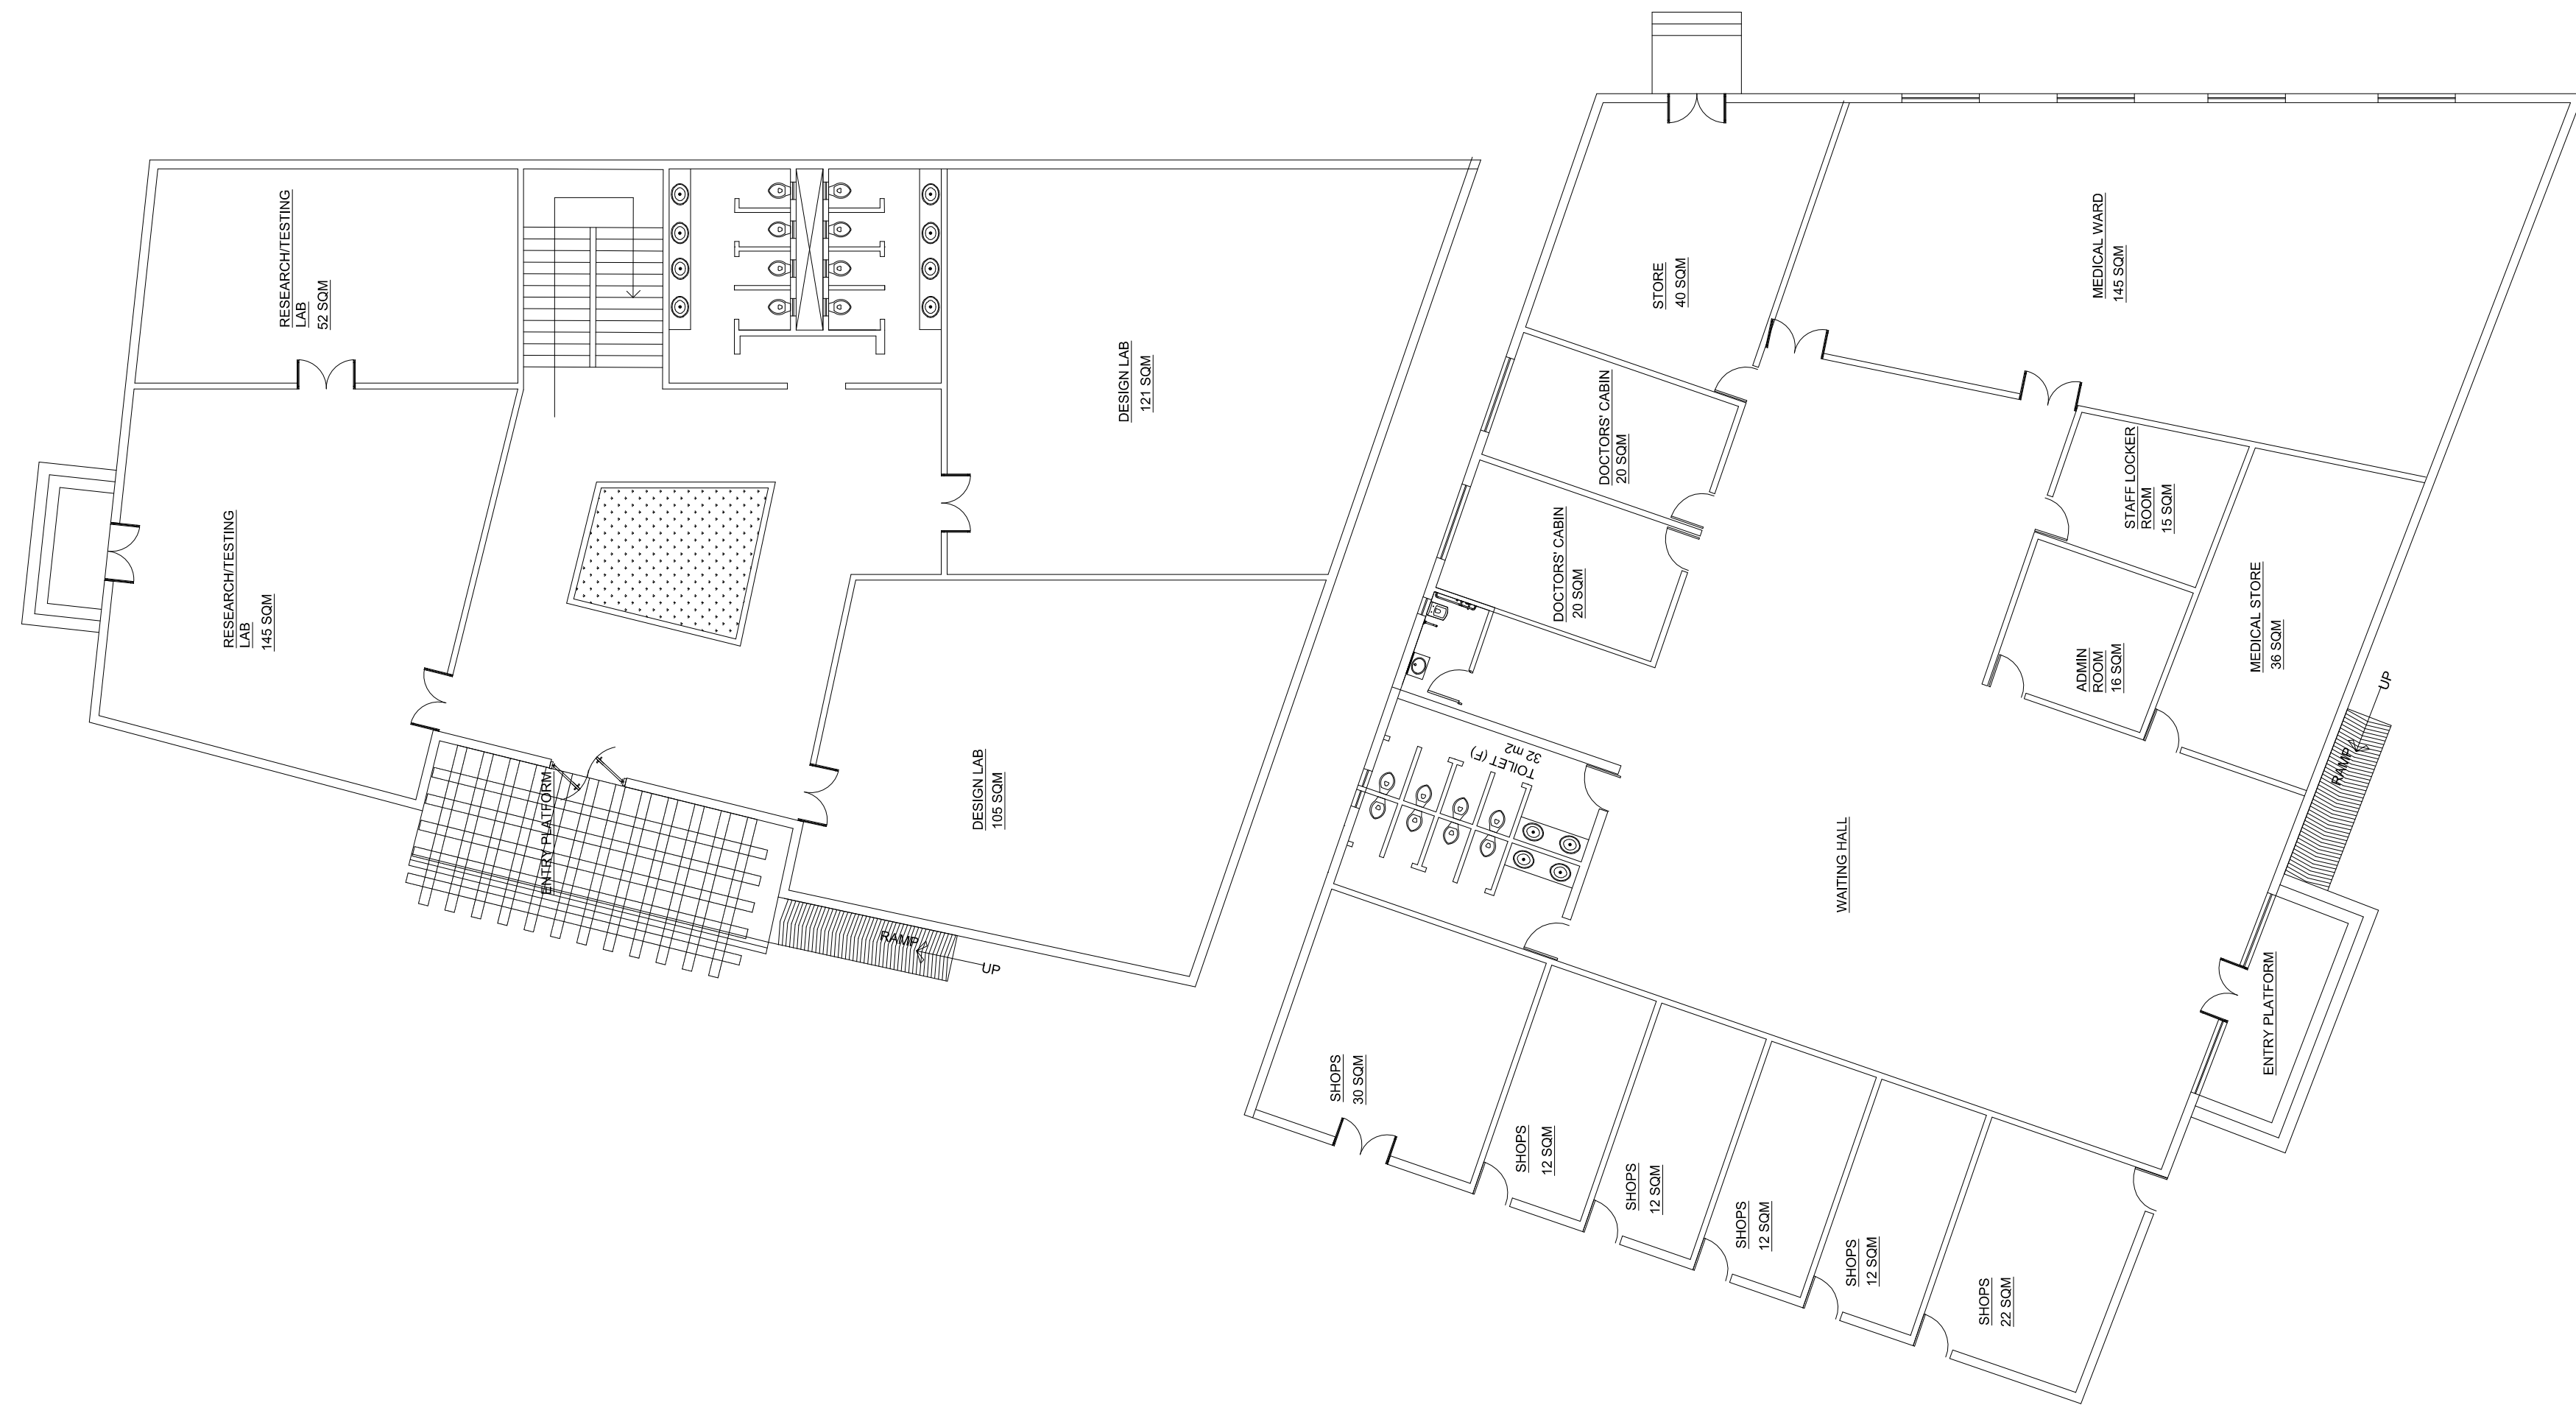 RESEARCH/TESTING
LAB
52 SQM
RESEARCH/TESTING
LAB
145 SQM
DESIGN LAB
121 SQM
DESIGN LAB
105 SQM
ENTRY PLATFORM
RAMP
UP
STORE
40 SQM
MEDICAL WARD
145 SQM
DOCTORS' CABIN
20 SQM
DOCTORS' CABIN
20 SQM
STAFF LOCKER
ROOM
15 SQM
ADMIN
ROOM
16 SQM
MEDICAL STORE
36 SQM
UP
RAMP
TOILET (F)
32 m2
WAITING HALL
ENTRY PLATFORM
SHOPS
30 SQM
SHOPS
12 SQM
SHOPS
12 SQM
SHOPS
12 SQM
SHOPS
12 SQM
SHOPS
22 SQM